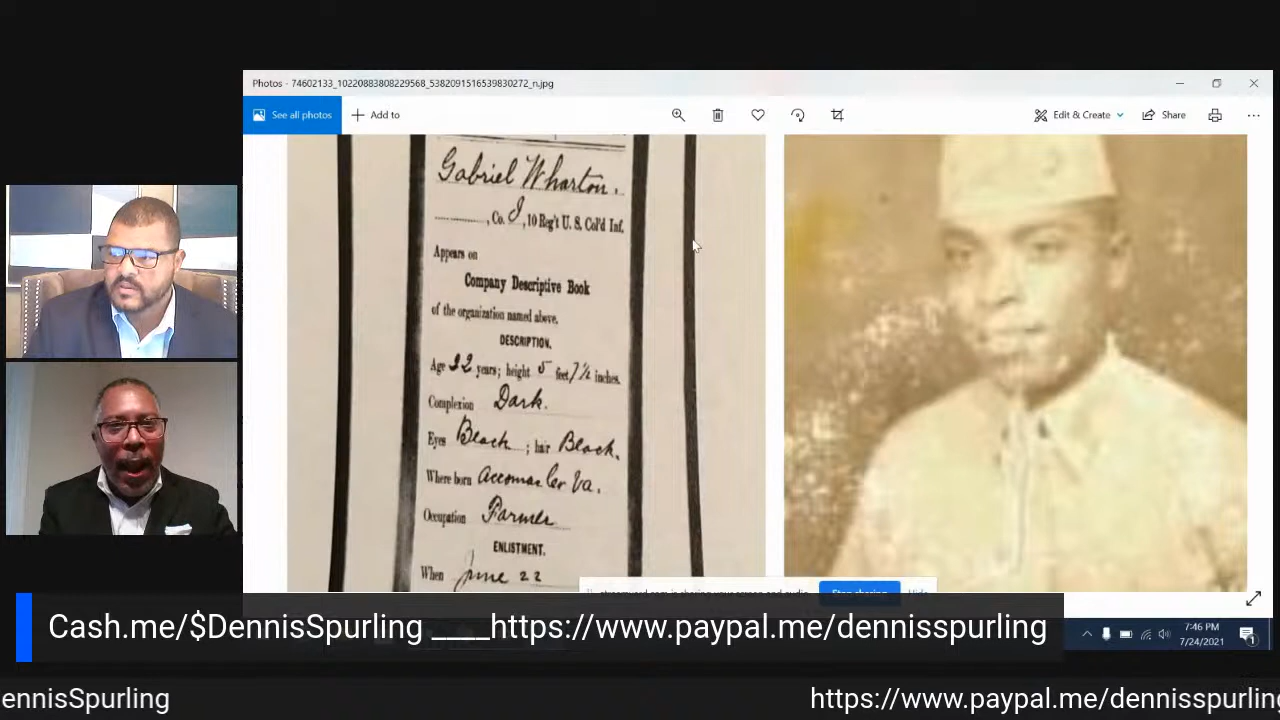 Photos - 74602133_10220883808229568_5382091516539830272_n.jpg
See all photos
Add to
Edit & Create
Share
Gabriel Wharton.
, Co. I, 10 Reg't U. S. Col'd Inf.
Appears on
Company Descriptive Book
of the organization named above.
DESCRIPTION.
Age 22 years; height 5 feet 7½ inches.
Complexion Dark.
Eyes Black ; hair Black.
Where born Accomac Co Va.
Occupation Farmer
ENLISTMENT.
When June 22
Stop sharing
Hide
7:46 PM
7/24/2021
1
Cash.me/$DennisSpurling ____https://www.paypal.me/dennisspurling
ennisSpurling
https://www.paypal.me/dennisspurling